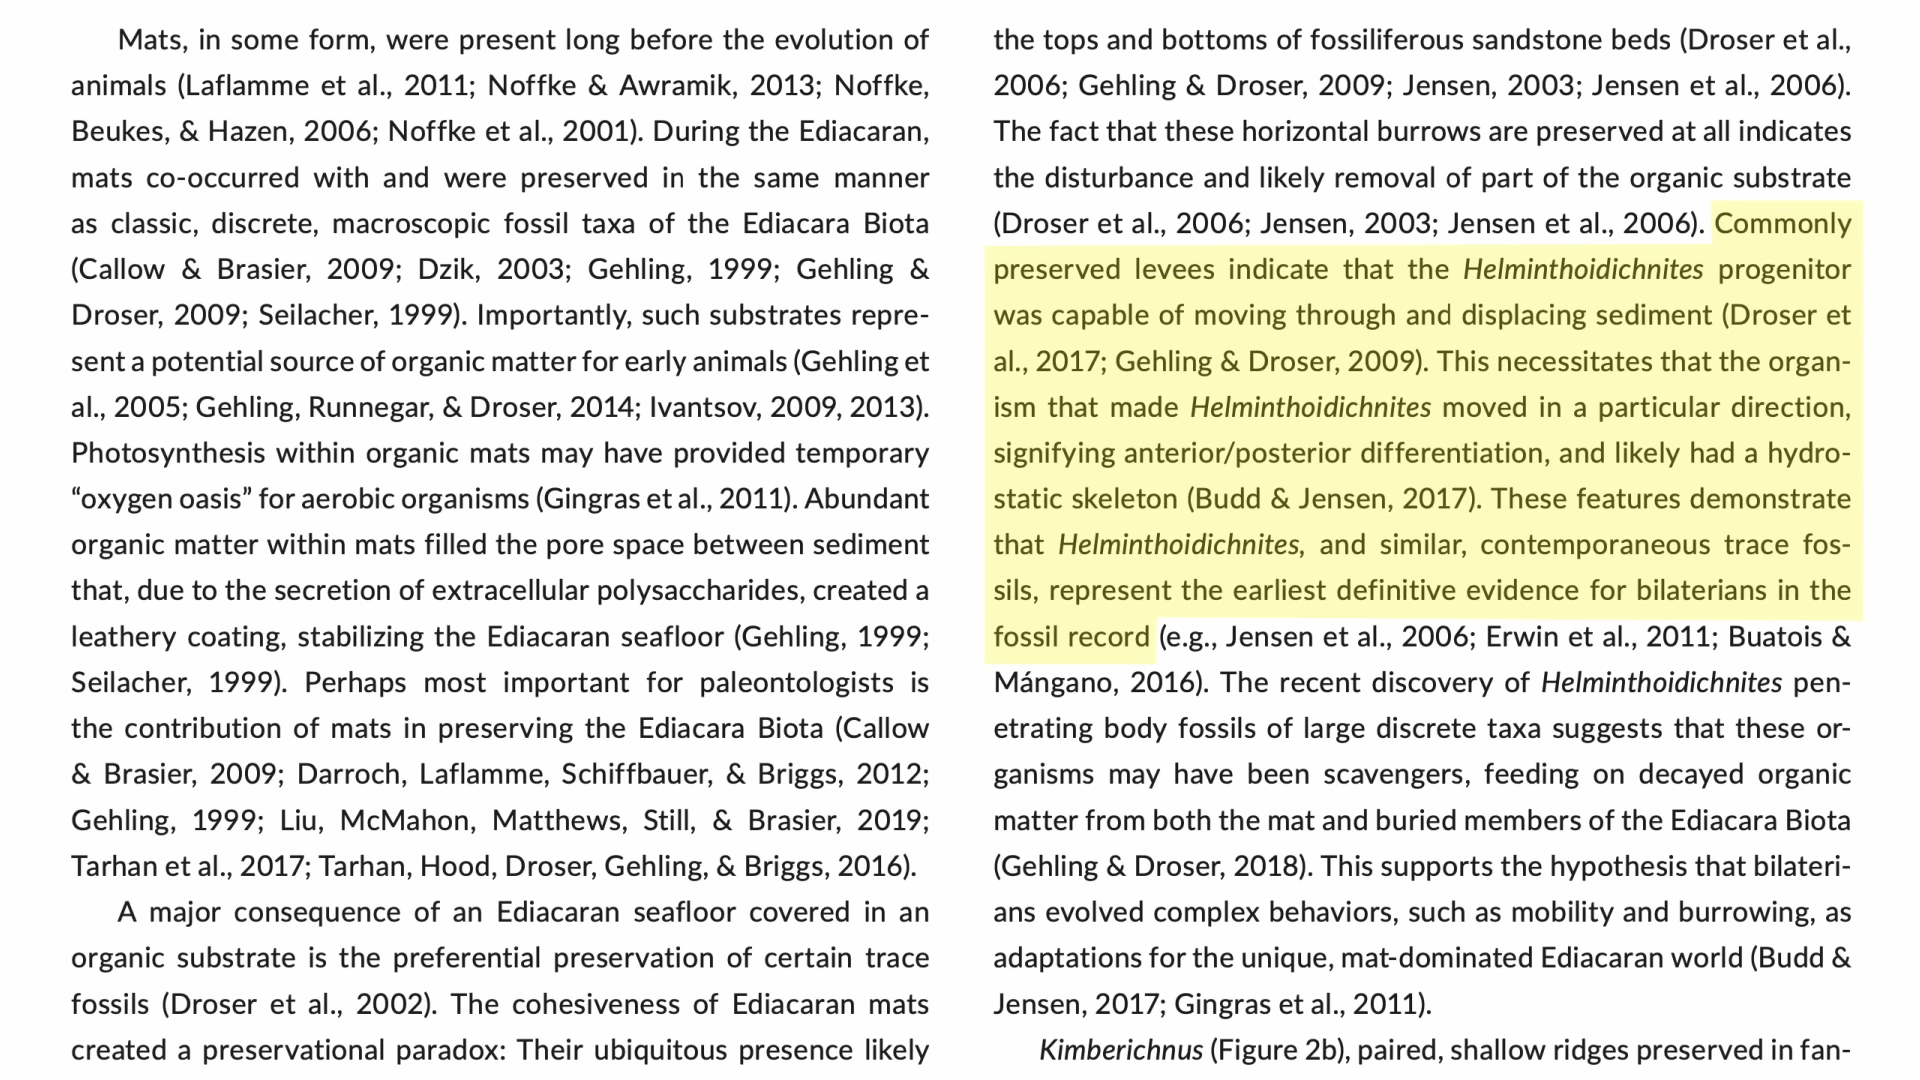 Mats, in some form, were present long before the evolution of
animals (Laflamme et al., 2011; Noffke & Awramik, 2013; Noffke,
Beukes, & Hazen, 2006; Noffke et al., 2001). During the Ediacaran,
mats co-occurred with and were preserved in the same manner
as classic, discrete, macroscopic fossil taxa of the Ediacara Biota
(Callow & Brasier, 2009; Dzik, 2003; Gehling, 1999; Gehling &
Droser, 2009; Seilacher, 1999). Importantly, such substrates repre-
sent a potential source of organic matter for early animals (Gehling et
al., 2005; Gehling, Runnegar, & Droser, 2014; Ivantsov, 2009, 2013).
Photosynthesis within organic mats may have provided temporary
“oxygen oasis” for aerobic organisms (Gingras et al., 2011). Abundant
organic matter within mats filled the pore space between sediment
that, due to the secretion of extracellular polysaccharides, created a
leathery coating, stabilizing the Ediacaran seafloor (Gehling, 1999;
Seilacher, 1999). Perhaps most important for paleontologists is
the contribution of mats in preserving the Ediacara Biota (Callow
& Brasier, 2009; Darroch, Laflamme, Schiffbauer, & Briggs, 2012;
Gehling, 1999; Liu, McMahon, Matthews, Still, & Brasier, 2019;
Tarhan et al., 2017; Tarhan, Hood, Droser, Gehling, & Briggs, 2016).
A major consequence of an Ediacaran seafloor covered in an
organic substrate is the preferential preservation of certain trace
fossils (Droser et al., 2002). The cohesiveness of Ediacaran mats
created a preservational paradox: Their ubiquitous presence likely
the tops and bottoms of fossiliferous sandstone beds (Droser et al.,
2006; Gehling & Droser, 2009; Jensen, 2003; Jensen et al., 2006).
The fact that these horizontal burrows are preserved at all indicates
the disturbance and likely removal of part of the organic substrate
(Droser et al., 2006; Jensen, 2003; Jensen et al., 2006). Commonly
preserved levees indicate that the Helminthoidichnites progenitor
was capable of moving through and displacing sediment (Droser et
al., 2017; Gehling & Droser, 2009). This necessitates that the organ-
ism that made Helminthoidichnites moved in a particular direction,
signifying anterior/posterior differentiation, and likely had a hydro-
static skeleton (Budd & Jensen, 2017). These features demonstrate
that Helminthoidichnites, and similar, contemporaneous trace fos-
sils, represent the earliest definitive evidence for bilaterians in the
fossil record (e.g., Jensen et al., 2006; Erwin et al., 2011; Buatois &
Mángano, 2016). The recent discovery of Helminthoidichnites pen-
etrating body fossils of large discrete taxa suggests that these or-
ganisms may have been scavengers, feeding on decayed organic
matter from both the mat and buried members of the Ediacara Biota
(Gehling & Droser, 2018). This supports the hypothesis that bilateri-
ans evolved complex behaviors, such as mobility and burrowing, as
adaptations for the unique, mat-dominated Ediacaran world (Budd &
Jensen, 2017; Gingras et al., 2011).
Kimberichnus (Figure 2b), paired, shallow ridges preserved in fan-